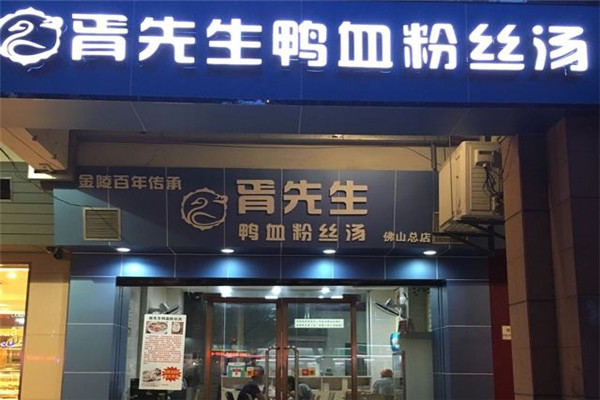 胥先生鸭血粉丝汤
金陵百年传承
胥先生
鸭血粉丝汤
佛山总店